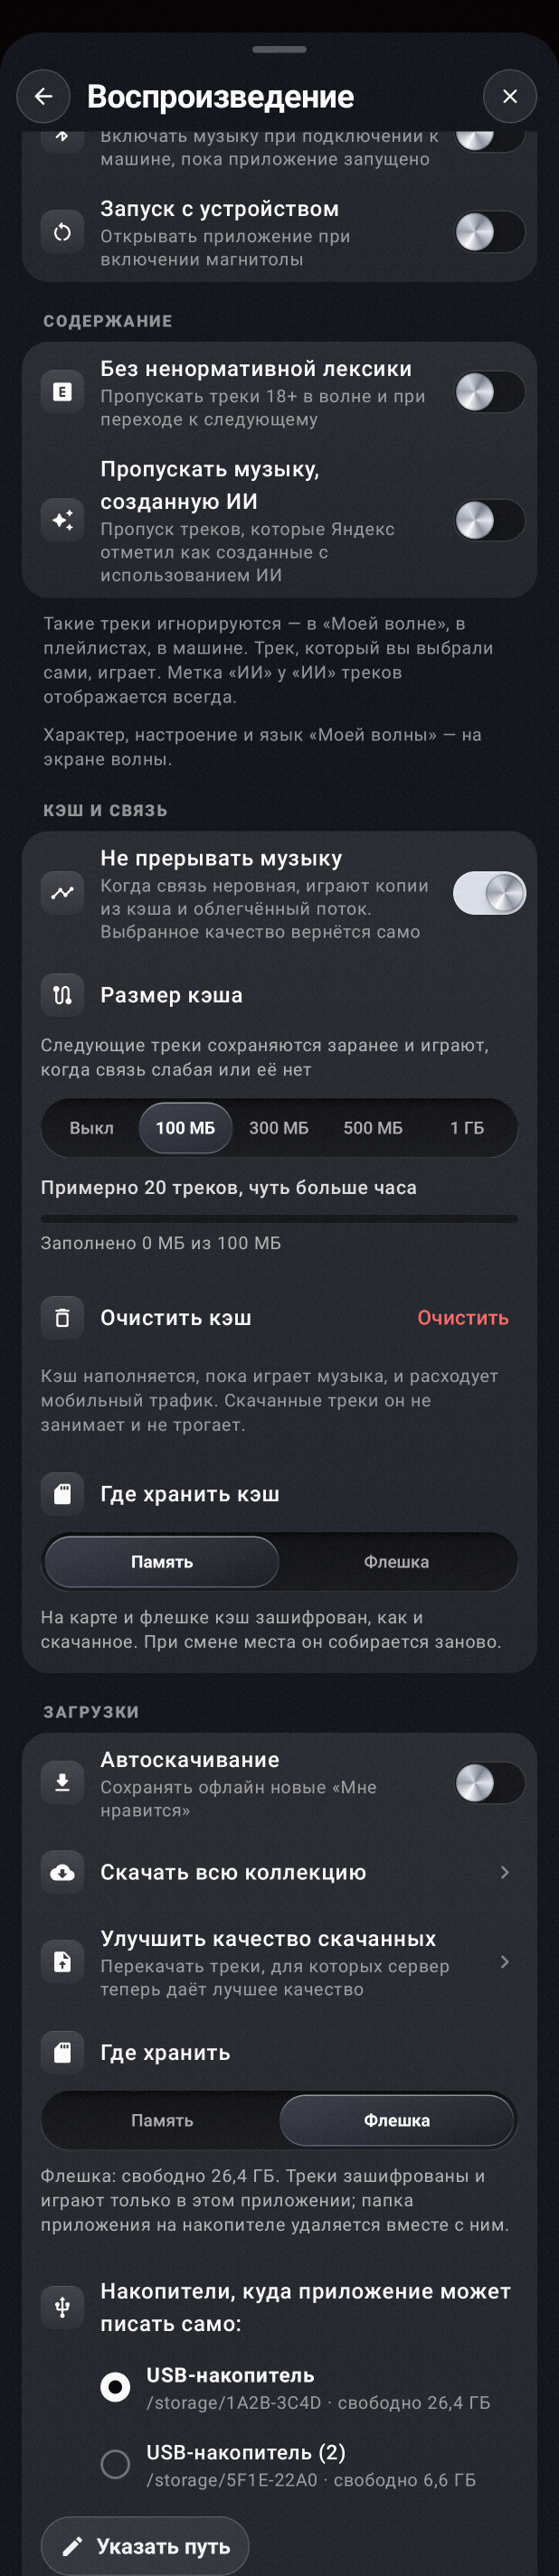 Воспроизведение
Включать музыку при подключении к
машине, пока приложение запущено
Запуск с устройством
Открывать приложение при
включении магнитолы
СОДЕРЖАНИЕ
E
Без ненормативной лексики
Пропускать треки 18+ в волне и при
переходе к следующему
Пропускать музыку,
созданную ИИ
Пропуск треков, которые Яндекс
отметил как созданные с
использованием ИИ
Такие треки игнорируются — в «Моей волне», в
плейлистах, в машине. Трек, который вы выбрали
сами, играет. Метка «ИИ» у «ИИ» треков
отображается всегда.
Характер, настроение и язык «Моей волны» — на
экране волны.
КЭШ И СВЯЗЬ
Не прерывать музыку
Когда связь неровная, играют копии
из кэша и облегчённый поток.
Выбранное качество вернётся само
Размер кэша
Следующие треки сохраняются заранее и играют,
когда связь слабая или её нет
Выкл 100 МБ 300 МБ 500 МБ 1 ГБ
Примерно 20 треков, чуть больше часа
Заполнено 0 МБ из 100 МБ
Очистить кэш Очистить
Кэш наполняется, пока играет музыка, и расходует
мобильный трафик. Скачанные треки он не
занимает и не трогает.
Где хранить кэш
Память Флешка
На карте и флешке кэш зашифрован, как и
скачанное. При смене места он собирается заново.
ЗАГРУЗКИ
Автоскачивание
Сохранять офлайн новые «Мне
нравится»
Скачать всю коллекцию
Улучшить качество скачанных
Перекачать треки, для которых сервер
теперь даёт лучшее качество
Где хранить
Память Флешка
Флешка: свободно 26,4 ГБ. Треки зашифрованы и
играют только в этом приложении; папка
приложения на накопителе удаляется вместе с ним.
Накопители, куда приложение может
писать само:
USB-накопитель
/storage/1A2B-3C4D · свободно 26,4 ГБ
USB-накопитель (2)
/storage/5F1E-22A0 · свободно 6,6 ГБ
Указать путь